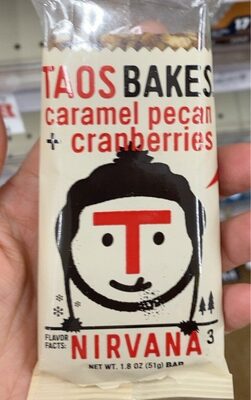 TAOS BAKES
caramel pecan
+ cranberries
T
FLAVOR
FACTS: NIRVANA 3
NET WT. 1.8 OZ (51g) BAR